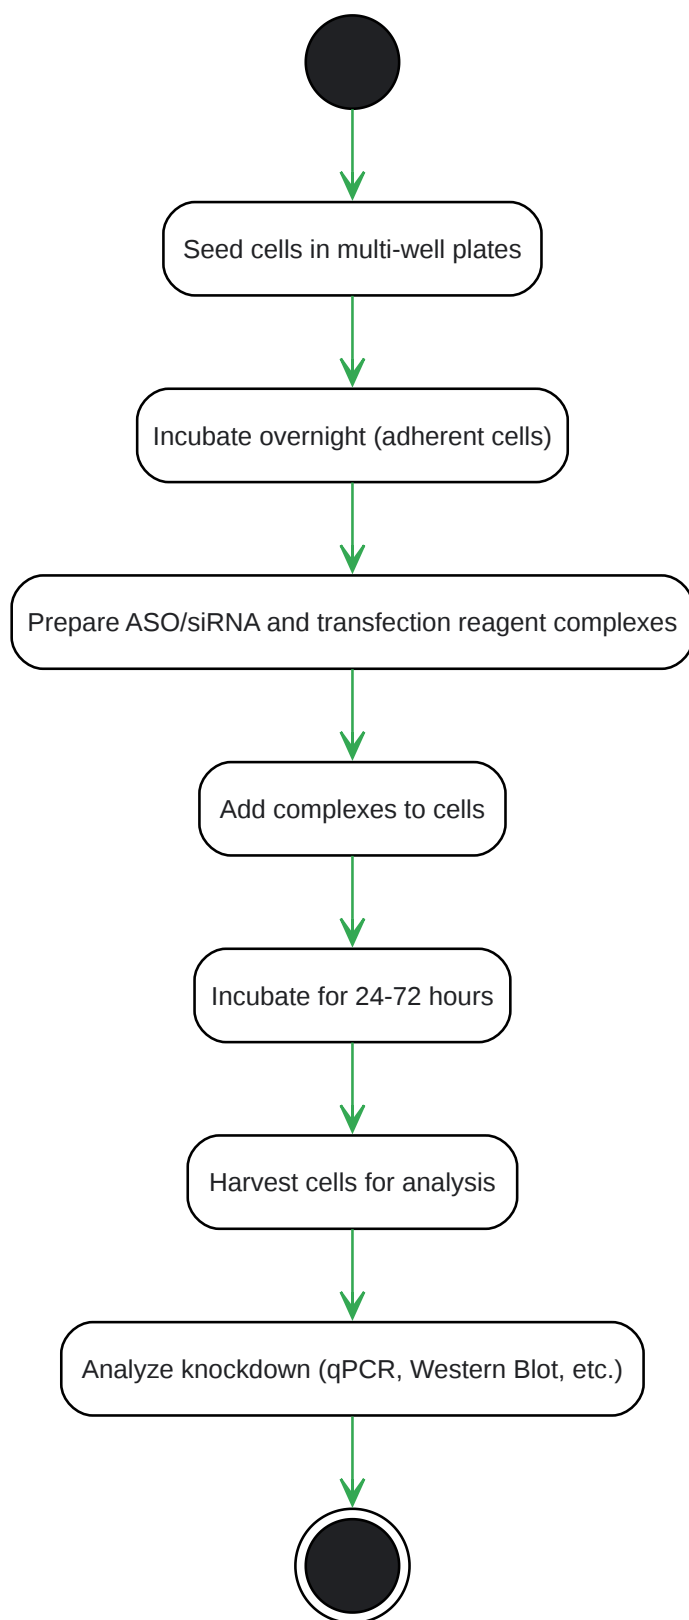 Seed cells in multi-well plates
Incubate overnight (adherent cells)
Prepare ASO/siRNA and transfection reagent complexes
Add complexes to cells
Incubate for 24-72 hours
Harvest cells for analysis
Analyze knockdown (qPCR, Western Blot, etc.)